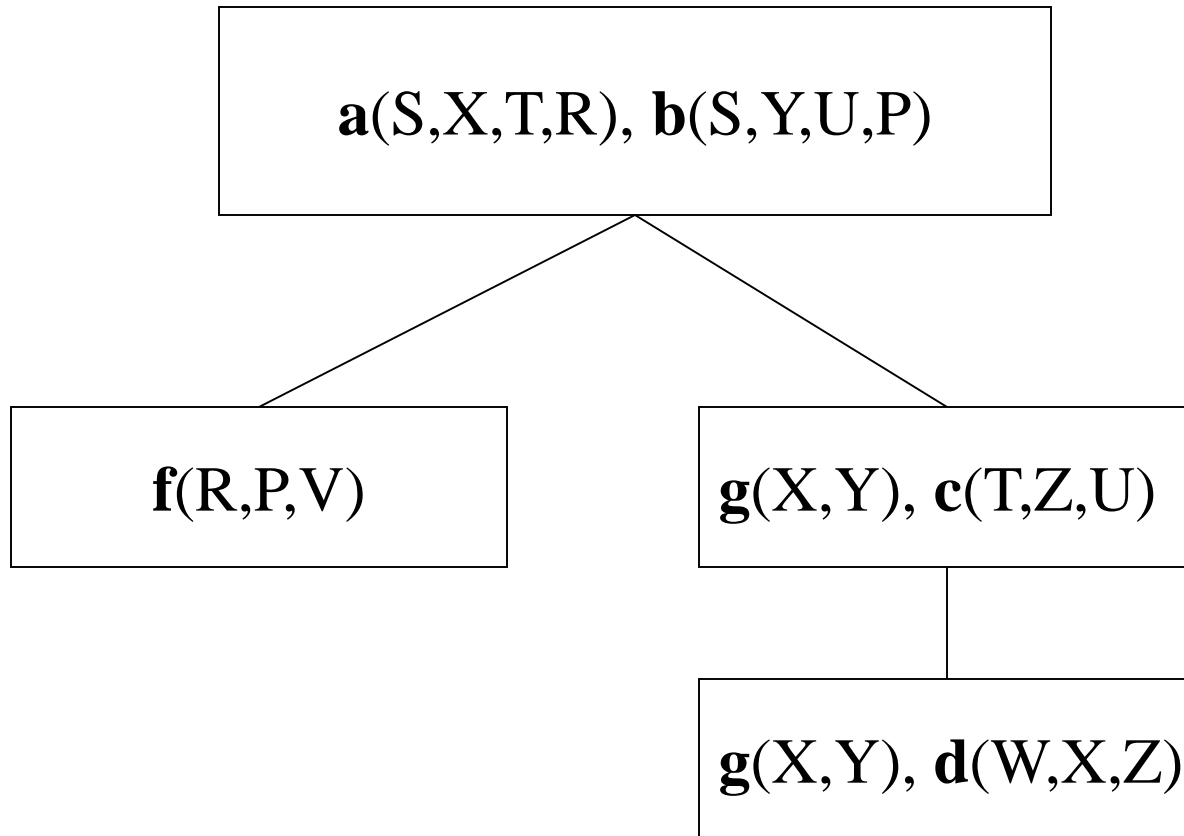 a(S,X,T,R), b(S,Y,U,P)
f(R,P,V)
g(X,Y), c(T,Z,U)
g(X,Y), d(W,X,Z)